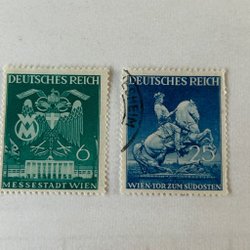 DEUTSCHES REICH
6
MESSESTADT WIEN
DEUTSCHES REICH
25
WIEN·TOR ZUM SÜDOSTEN